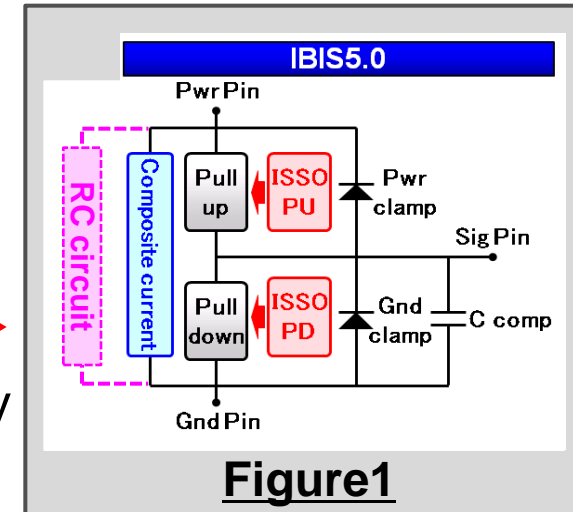 IBIS5.0
Pwr Pin
RC circuit
Composite current
Pull
up
ISSO
PU
Pwr
clamp
Sig Pin
Pull
down
ISSO
PD
Gnd
clamp
C comp
y
Gnd Pin
Figure1